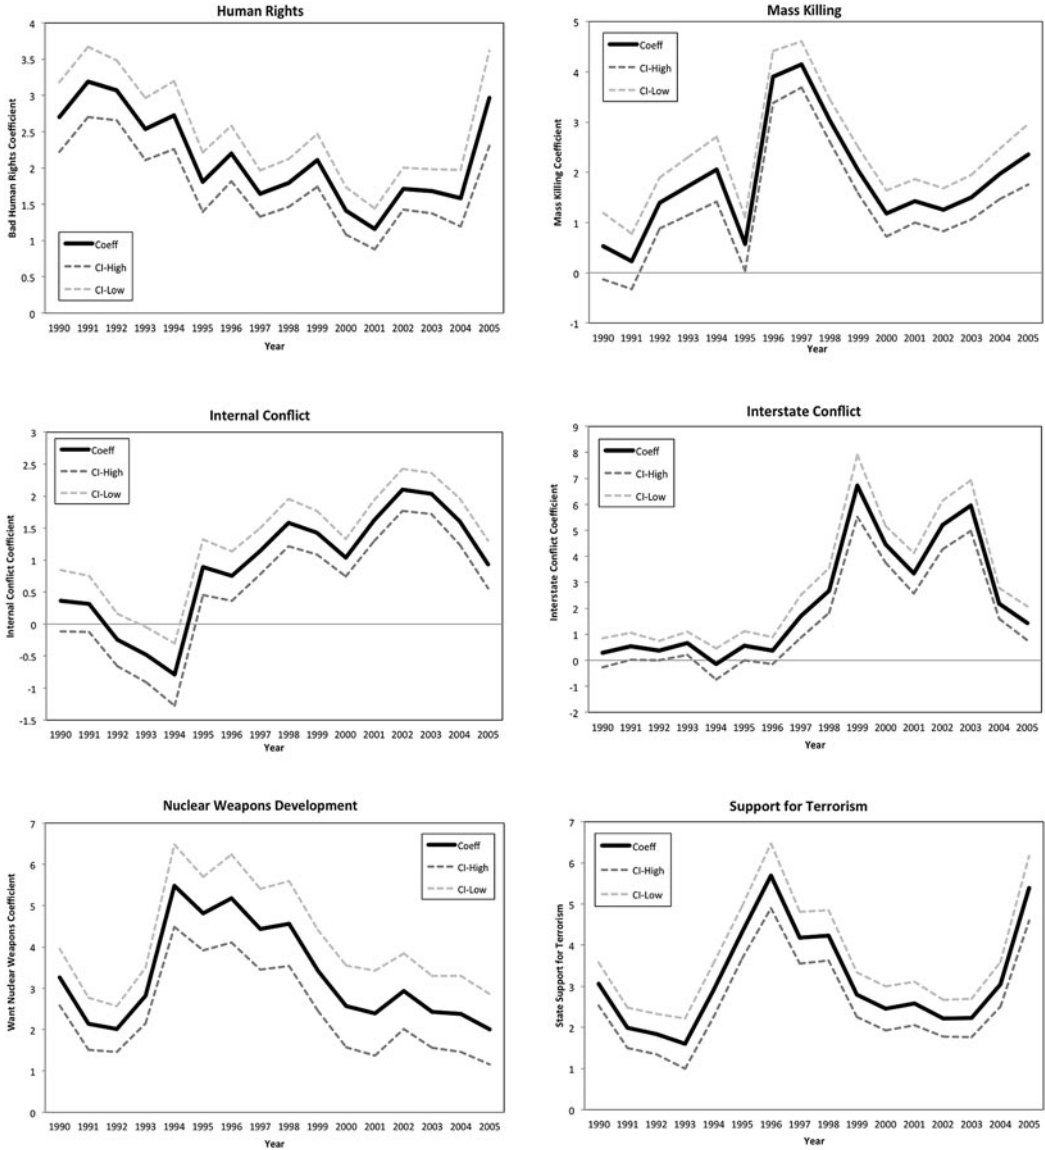 Human Rights
Bad Human Rights Coefficient
4
3.5
3
2.5
2
1.5
1
0.5
0
Coeff
CI-High
CI-Low
1990 1991 1992 1993 1994 1995 1996 1997 1998 1999 2000 2001 2002 2003 2004 2005
Year
Mass Killing
Mass Killing Coefficient
5
4
3
2
1
0
-1
Coeff
CI-High
CI-Low
1990 1991 1992 1993 1994 1995 1996 1997 1998 1999 2000 2001 2002 2003 2004 2005
Year
Internal Conflict
Internal Conflict Coefficient
3
2.5
2
1.5
1
0.5
0
-0.5
-1
-1.5
Coeff
CI-High
CI-Low
1990 1991 1992 1993 1994 1995 1996 1997 1998 1999 2000 2001 2002 2003 2004 2005
Year
Interstate Conflict
Interstate Conflict Coefficient
9
8
7
6
5
4
3
2
1
0
-1
-2
Coeff
CI-High
CI-Low
1990 1991 1992 1993 1994 1995 1996 1997 1998 1999 2000 2001 2002 2003 2004 2005
Year
Nuclear Weapons Development
Want Nuclear Weapons Coefficient
7
6
5
4
3
2
1
0
Coeff
CI-High
CI-Low
1990 1991 1992 1993 1994 1995 1996 1997 1998 1999 2000 2001 2002 2003 2004 2005
Year
Support for Terrorism
State Support for Terrorism
7
6
5
4
3
2
1
0
Coeff
CI-High
CI-Low
1990 1991 1992 1993 1994 1995 1996 1997 1998 1999 2000 2001 2002 2003 2004 2005
Year